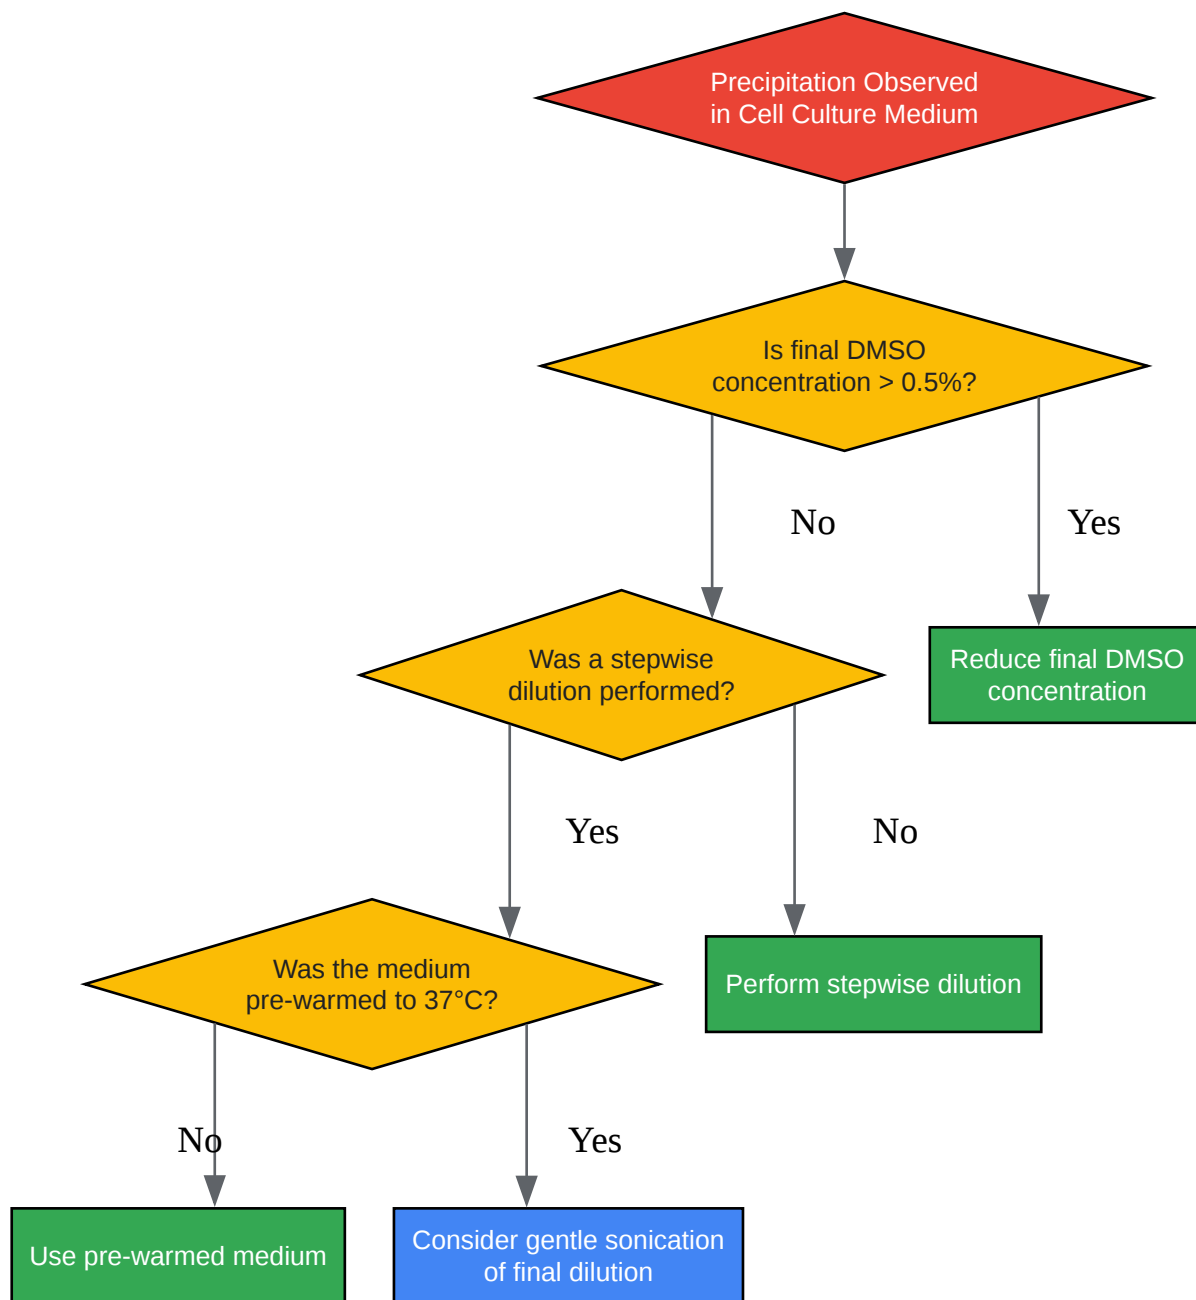 Precipitation Observed
in Cell Culture Medium
Is final DMSO
concentration > 0.5%?
No
Yes
Was a stepwise
dilution performed?
Reduce final DMSO
concentration
Yes
No
Was the medium
pre-warmed to 37°C?
Perform stepwise dilution
No
Yes
Use pre-warmed medium
Consider gentle sonication
of final dilution